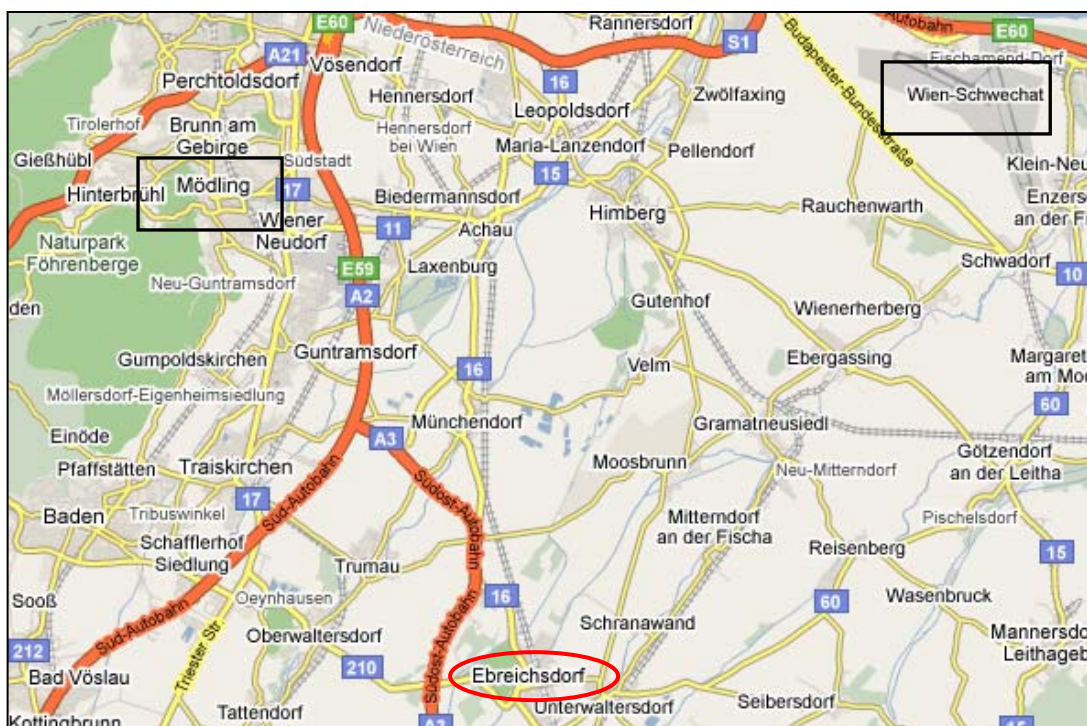 E60
Niederösterreich
Rannersdorf
Autobahn
E60
A21
Vösendorf
S1
Budapester-Bundesstraße
Fischamend-Dorf
Perchtoldsdorf
16
Hennersdorf
Zwölfaxing
Wien-Schwechat
Leopoldsdorf
Tirolerhof
Brunn am
Gebirge
Hennersdorf
bei Wien
Maria-Lanzendorf
Pellendorf
Gießhübl
Südstadt
15
Klein-Neu
Hinterbrühl
Mödling
17
Biedermannsdorf
Enzers
an der Fi
Wiener
Neudorf
11
Achau
Himberg
Rauchenwarth
Naturpark
Föhrenberge
E59
Laxenburg
Schwadorf
10
Neu-Guntramsdorf
A2
Gutenhof
Wienerherberg
den
Gumpoldskirchen
Guntramsdorf
16
Velm
Ebergassing
Margaret
am Moo
Möllersdorf-Eigenheimsiedlung
60
Einöde
A3
Münchendorf
Gramatneusiedl
Pfaffstätten
Traiskirchen
Moosbrunn
Neu-Mitterndorf
Götzendorf
an der Leitha
17
Süd-Autobahn
Südost-Autobahn
Baden
Tribuswinkel
Mitterndorf
an der Fischa
Pischelsdorf
Schafflerhof
Siedlung
Trumau
Reisenberg
15
Sooß
Oeynhausen
16
60
Wasenbruck
Süd-Autobahn
Triester Str.
Oberwaltersdorf
Südost-Autobahn
Schranawand
Mannersdo
Leithageb
212
210
Bad Vöslau
Ebreichsdorf
Seibersdorf
Kottingbrunn
Tattendorf
A3
Unterwaltersdorf